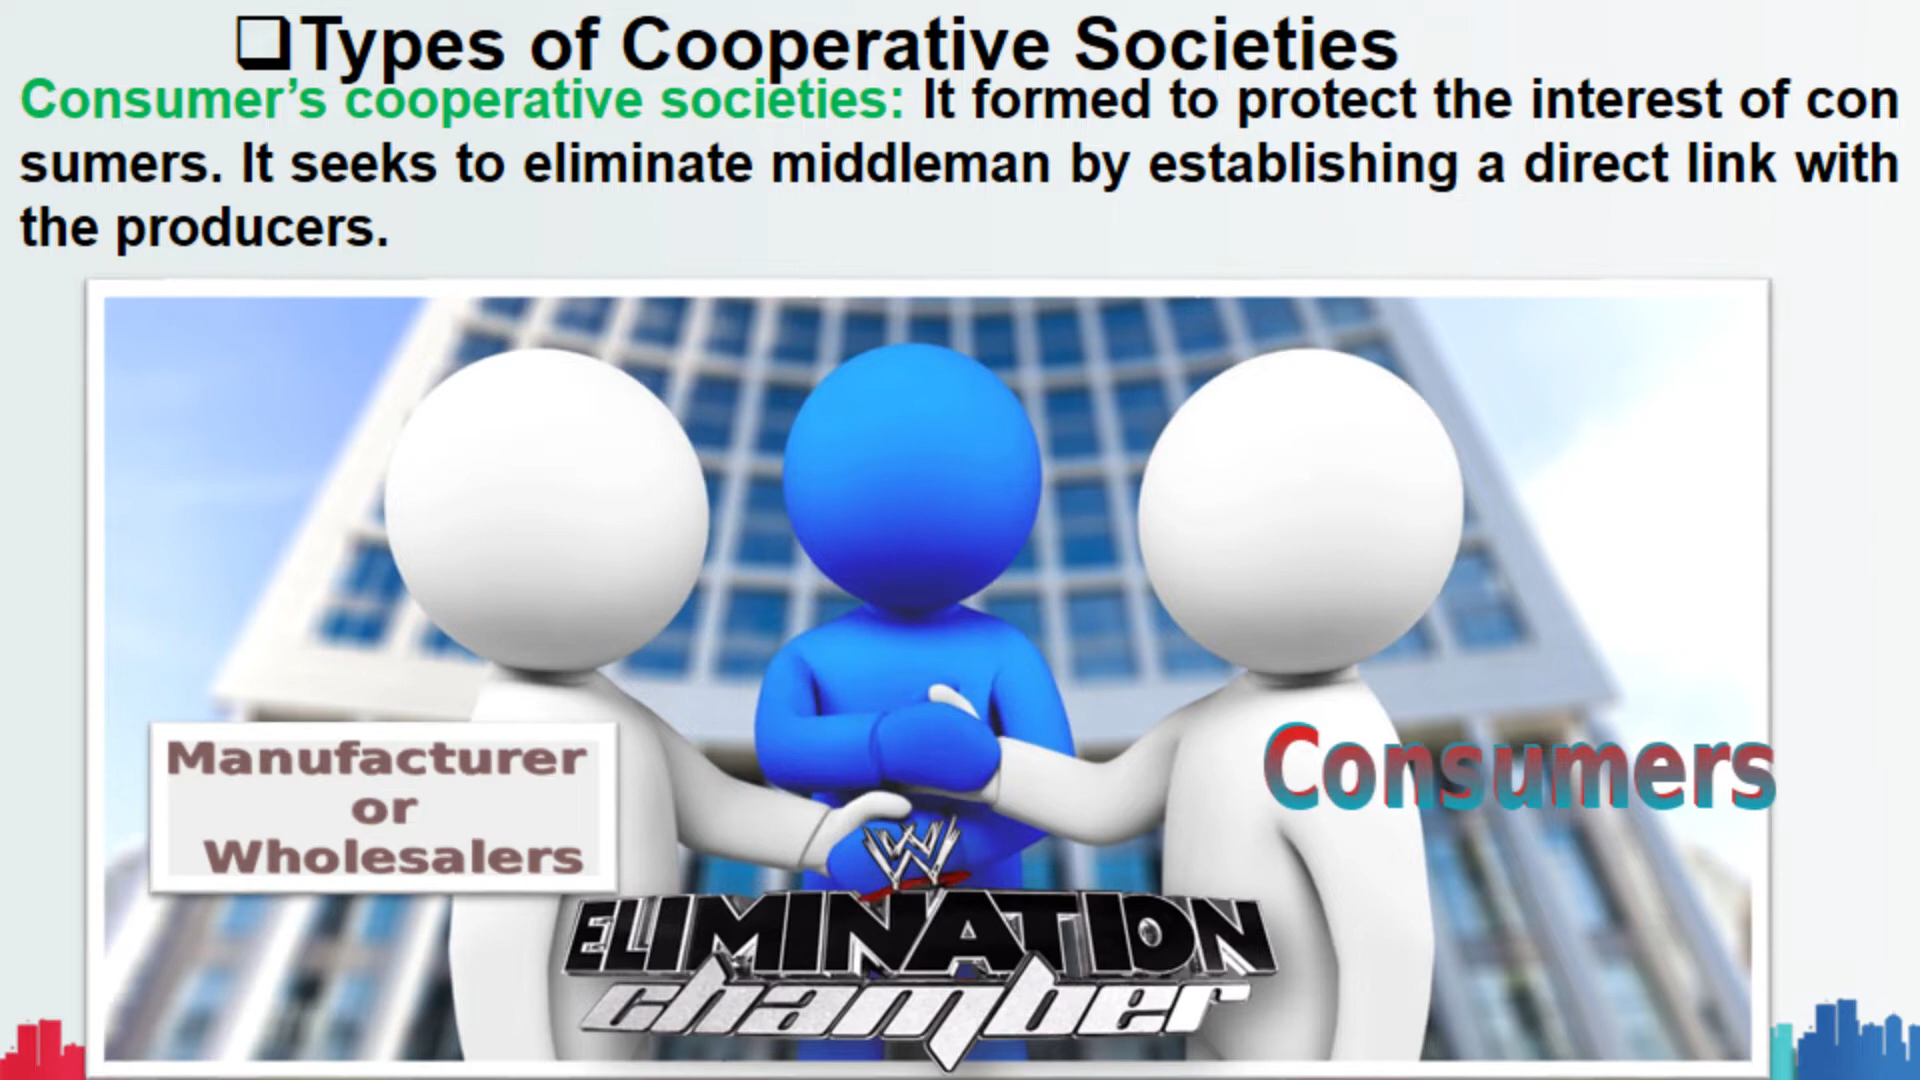 Types of Cooperative Societies
Consumer’s cooperative societies: It formed to protect the interest of con
sumers. It seeks to eliminate middleman by establishing a direct link with
the producers.
Manufacturer
or
Wholesalers
Consumers
W
ELIMINATION
chamber